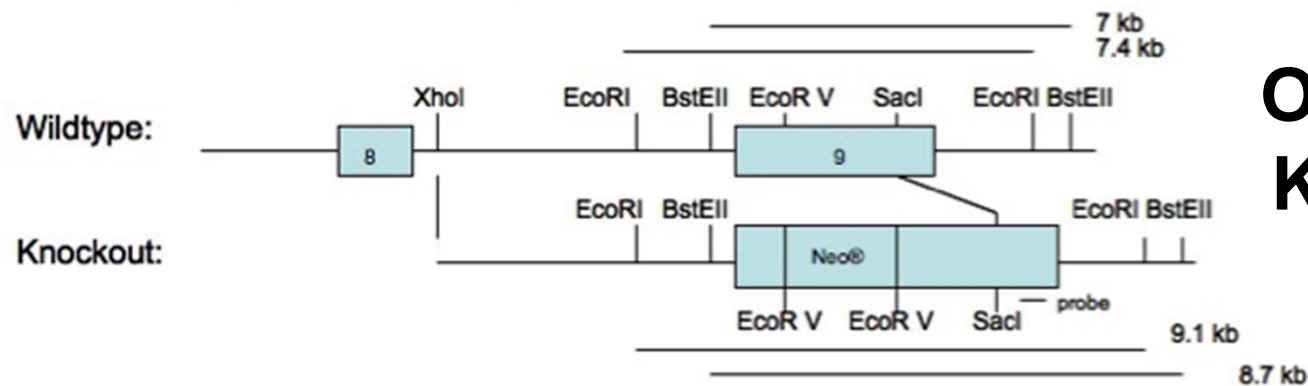 7 kb
7.4 kb
XhoI EcoRI BstEII EcoR V SacI EcoRI BstEII
Wildtype:
8 9
EcoRI BstEII EcoRI BstEII
Knockout:
Neo®
probe
EcoR V EcoR V SacI
9.1 kb
8.7 kb
O
K